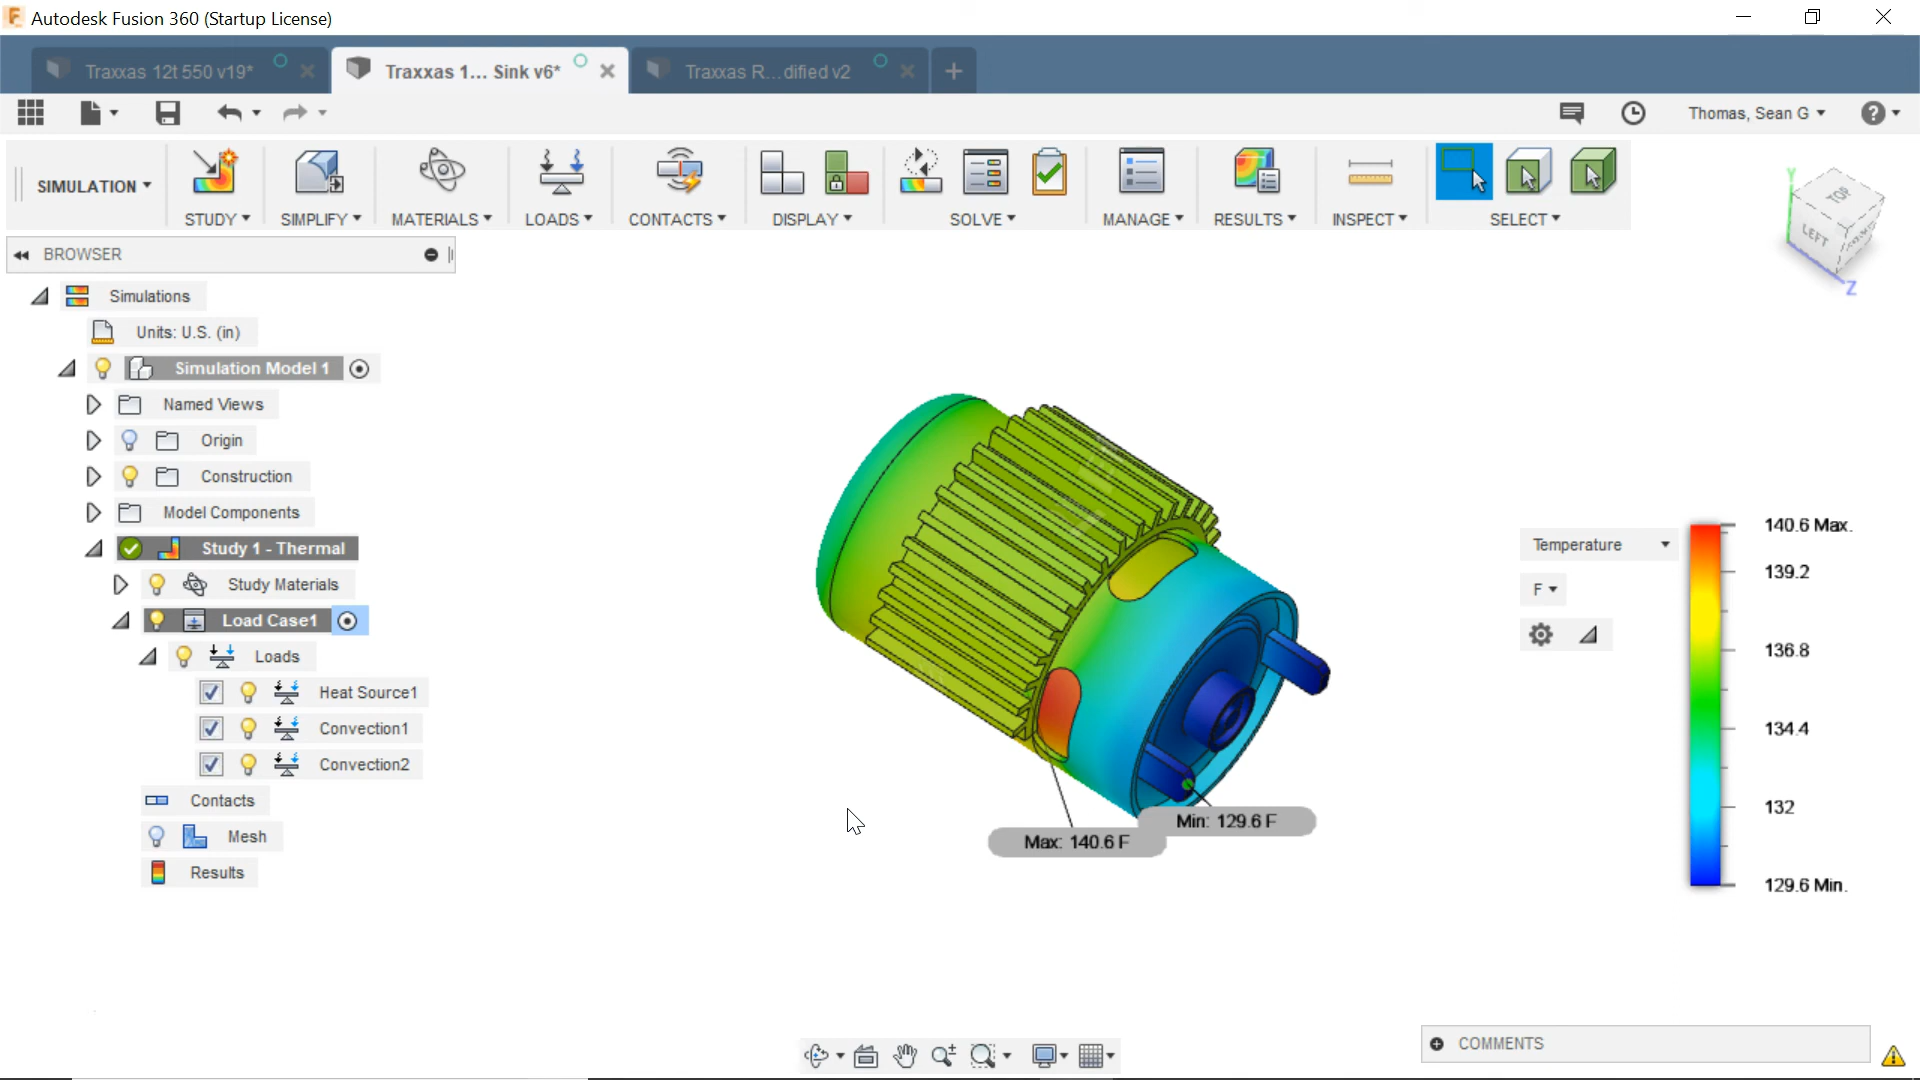 Autodesk Fusion 360 (Startup License)
Traxxas 12t 550 v19*
Traxxas 1... Sink v6*
Traxxas R...dified v2
Thomas, Sean G
SIMULATION
STUDY
SIMPLIFY
MATERIALS
LOADS
CONTACTS
DISPLAY
SOLVE
MANAGE
RESULTS
INSPECT
SELECT
TOP
LEFT
Y
Z
BROWSER
Simulations
Units: U.S. (in)
Simulation Model 1
Named Views
Origin
Construction
Model Components
Study 1 - Thermal
Study Materials
Load Case1
Loads
Heat Source1
Convection1
Convection2
Contacts
Mesh
Results
Max: 140.6 F
Min: 129.6 F
Temperature
F
140.6 Max.
139.2
136.8
134.4
132
129.6 Min.
COMMENTS